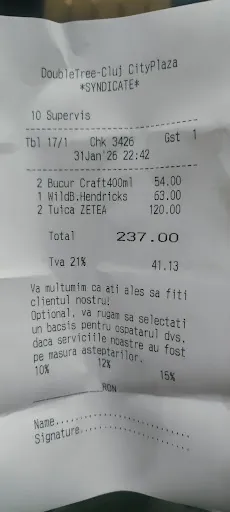 DoubleTree-Cluj CityPlaza
*SYNDICATE*
10 Supervis
Tbl 17/1 Chk 3426 Gst 1
31Jan'26 22:42
2 Bucur Craft400ml 54.00
1 WildB.Hendricks 63.00
2 Tuica ZETEA 120.00
Total 237.00
Tva 21% 41.13
Va multumim ca ati ales sa fiti
clientul nostru!
Optional, va rugam sa selectati
un bacsis pentru ospatarul dvs.
daca serviciile noastre au fost
pe masura asteptarilor.
10% 12% 15%
__________RON
Name......................
Signature..................